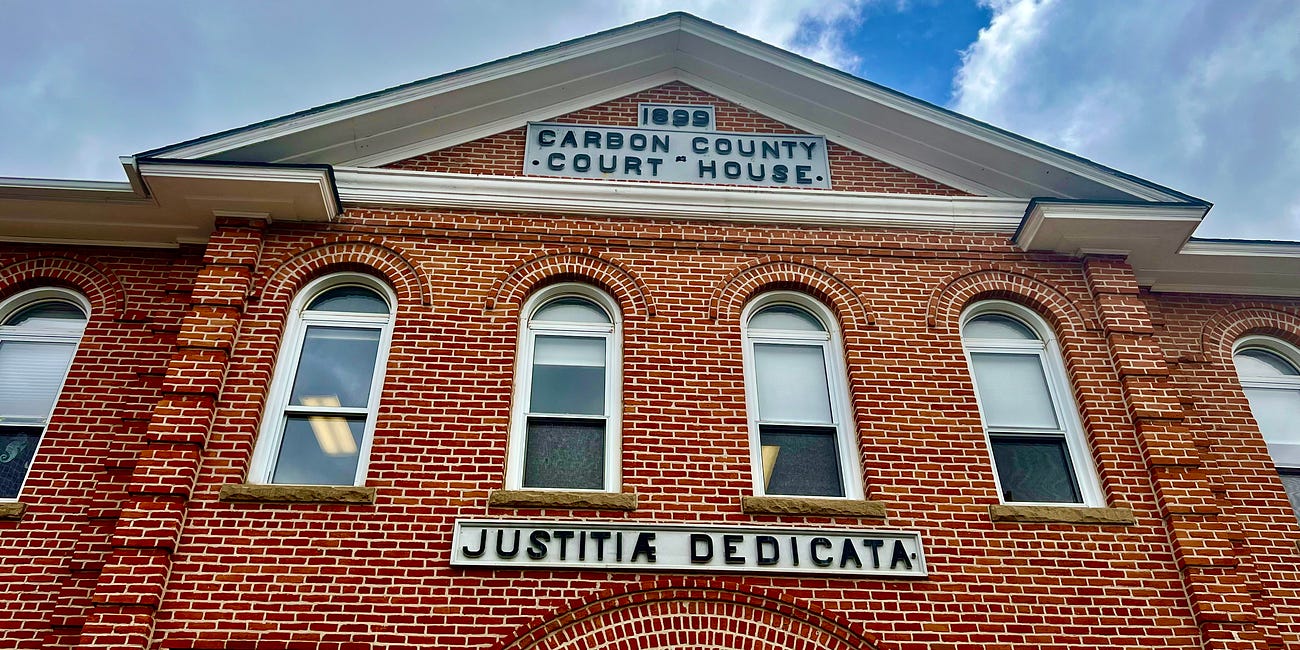 1899
CARBON COUNTY
·COURT HOUSE.
JUSTITIÆ DEDICATA·